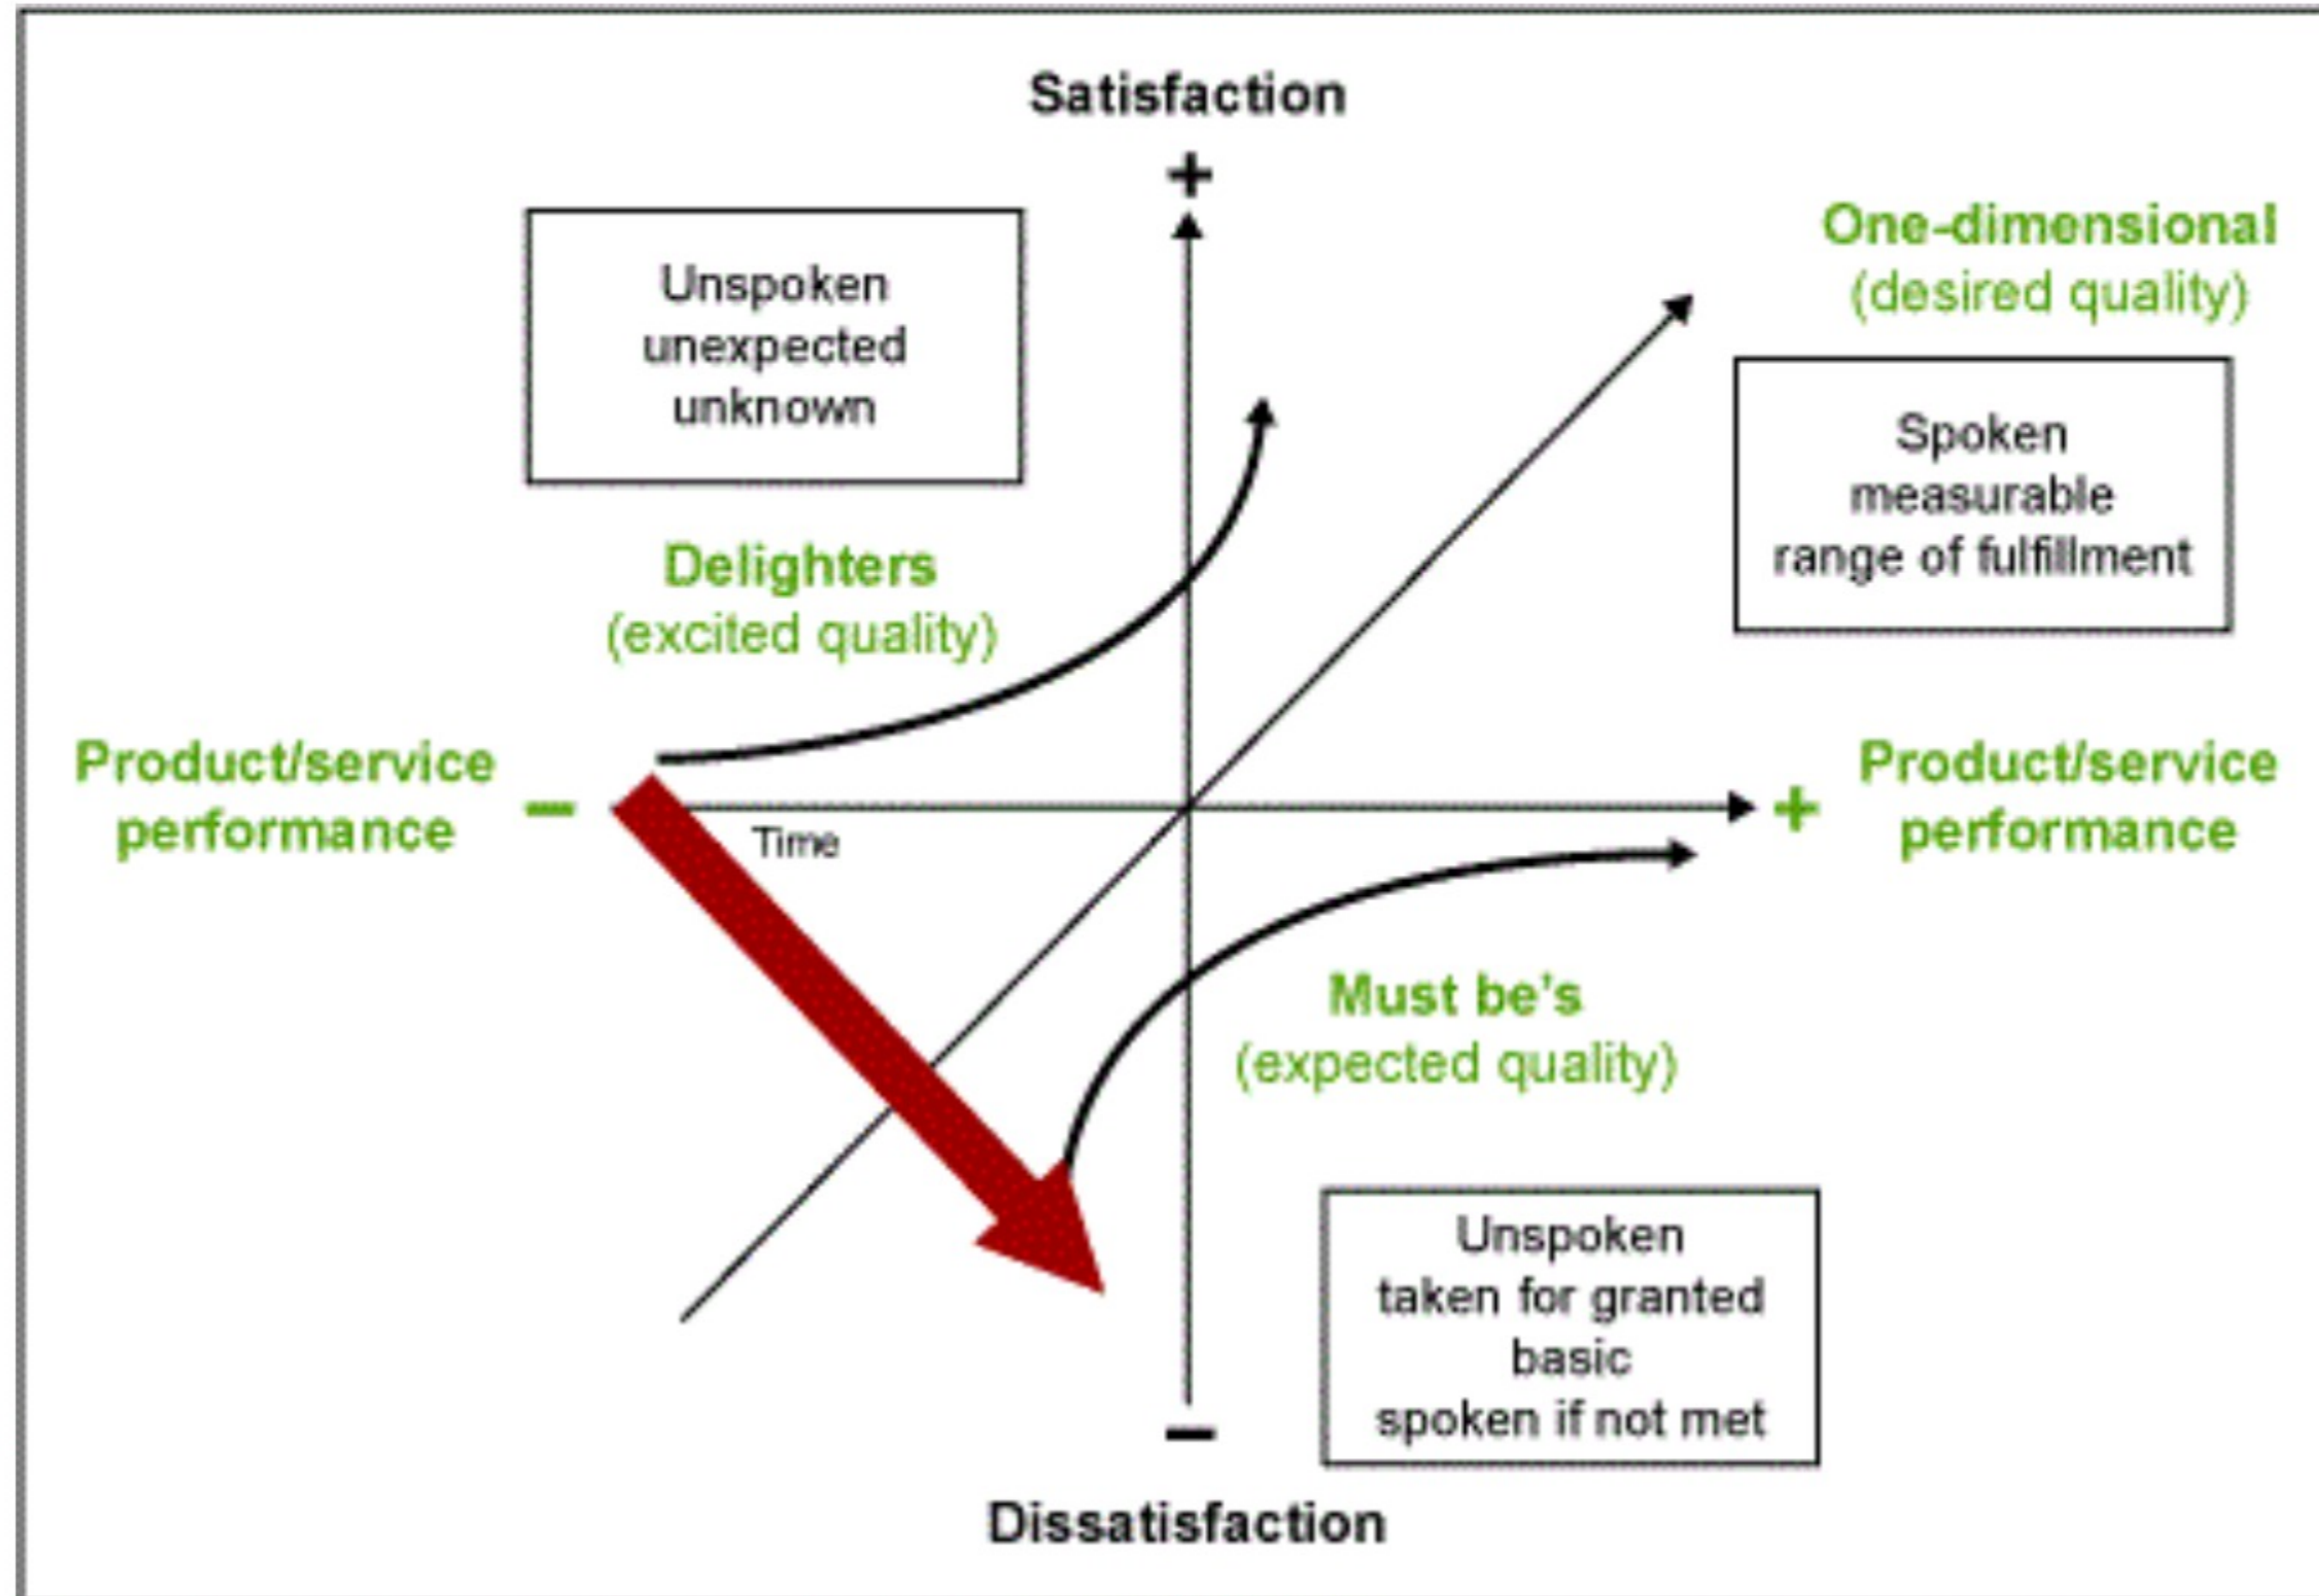 Satisfaction
+
Unspoken
unexpected
unknown
One-dimensional
(desired quality)
Spoken
measurable
range of fulfillment
Delighters
(excited quality)
Product/service
performance
–
Time
+
Product/service
performance
Must be's
(expected quality)
Unspoken
taken for granted
basic
spoken if not met
–
Dissatisfaction